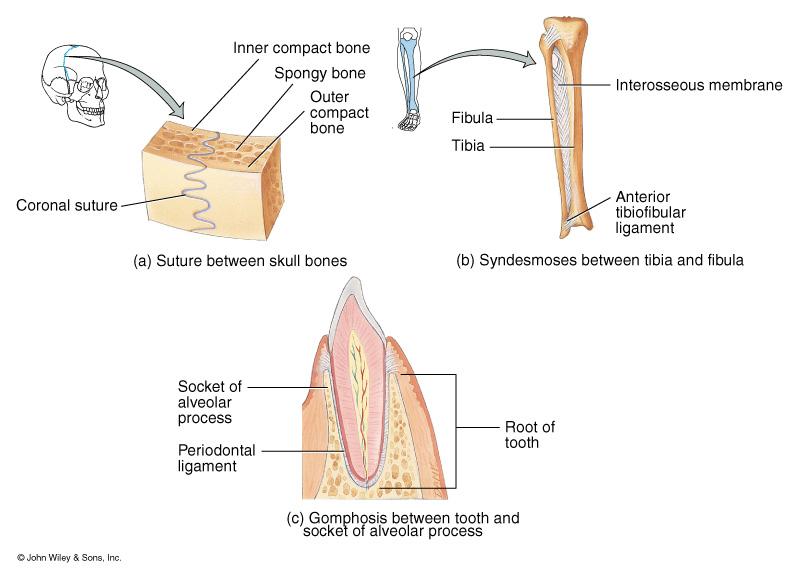 Inner compact bone
Spongy bone
Outer
compact
bone
Coronal suture
(a) Suture between skull bones
Interosseous membrane
Fibula
Tibia
Anterior
tibiofibular
ligament
(b) Syndesmoses between tibia and fibula
Socket of
alveolar
process
Periodontal
ligament
Root of
tooth
(c) Gomphosis between tooth and
socket of alveolar process
© John Wiley & Sons, Inc.